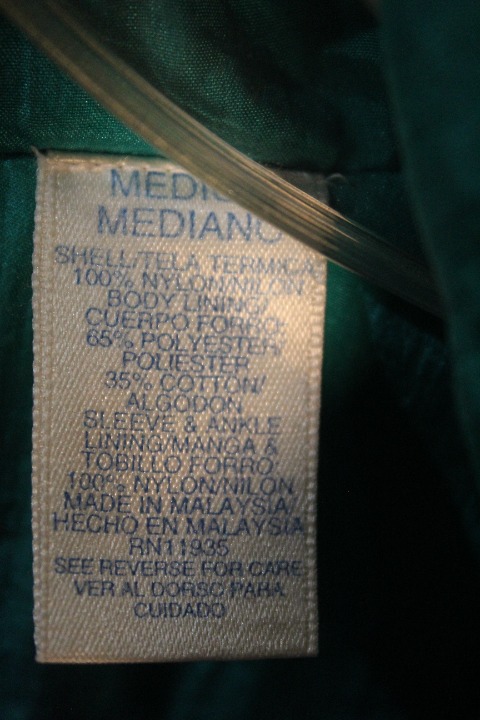 MEDIU
MEDIANO
SHELL/TELA TERMICA
100% NYLON/NILON
BODY LINING/
CUERPO FORRO:
65% POLYESTER/
POLIESTER
35% COTTON/
ALGODON
SLEEVE & ANKLE
LINING/MANGA &
TOBILLO FORRO:
100% NYLON/NILON
MADE IN MALAYSIA/
HECHO EN MALAYSIA
RN11935
SEE REVERSE FOR CARE
VER AL DORSO PARA
CUIDADO